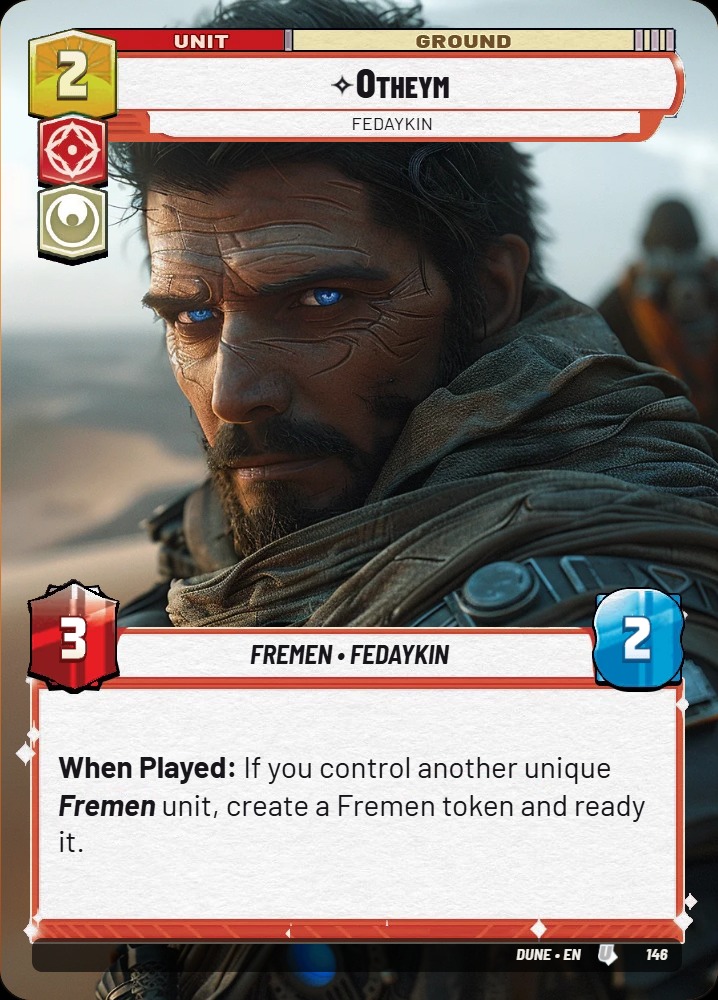 UNIT GROUND
2
✧OTHEYM
FEDAYKIN
3 FREMEN • FEDAYKIN 2
When Played: If you control another unique
Fremen unit, create a Fremen token and ready
it.
DUNE • EN U 146